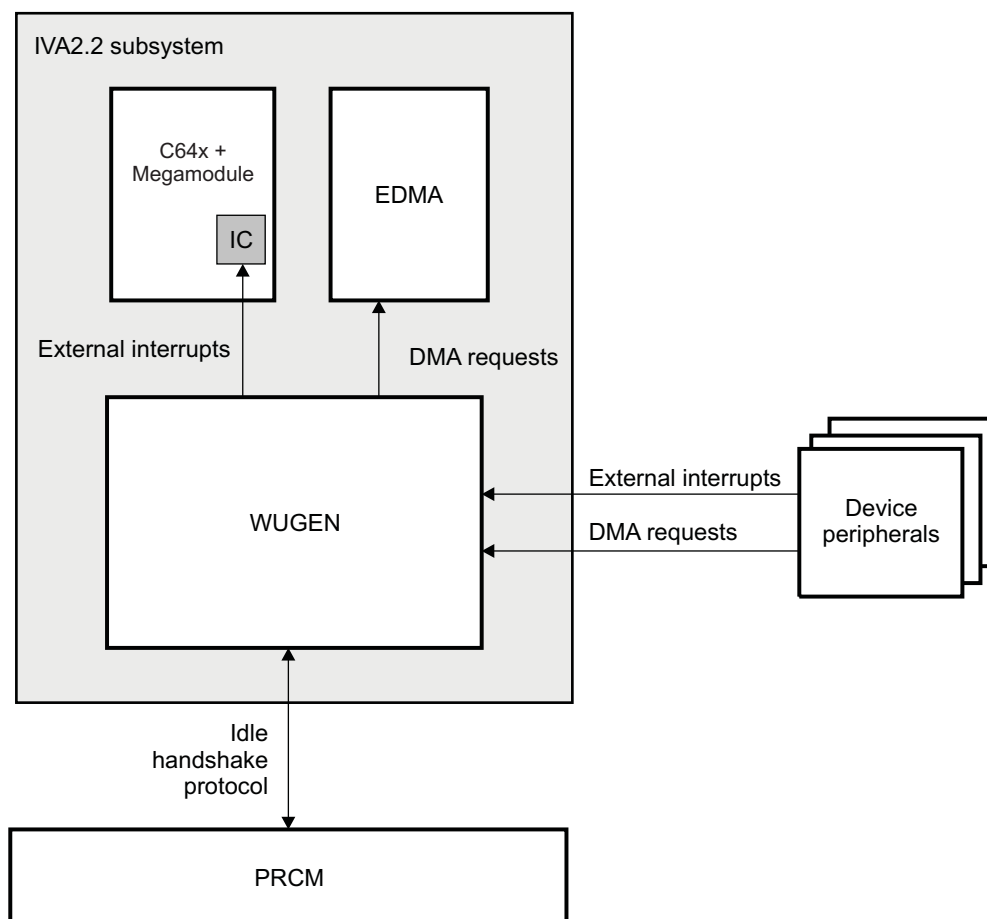 IVA2.2 subsystem
C64x +
Megamodule
IC
EDMA
External interrupts
DMA requests
WUGEN
External interrupts
DMA requests
Device
peripherals
Idle
handshake
protocol
PRCM